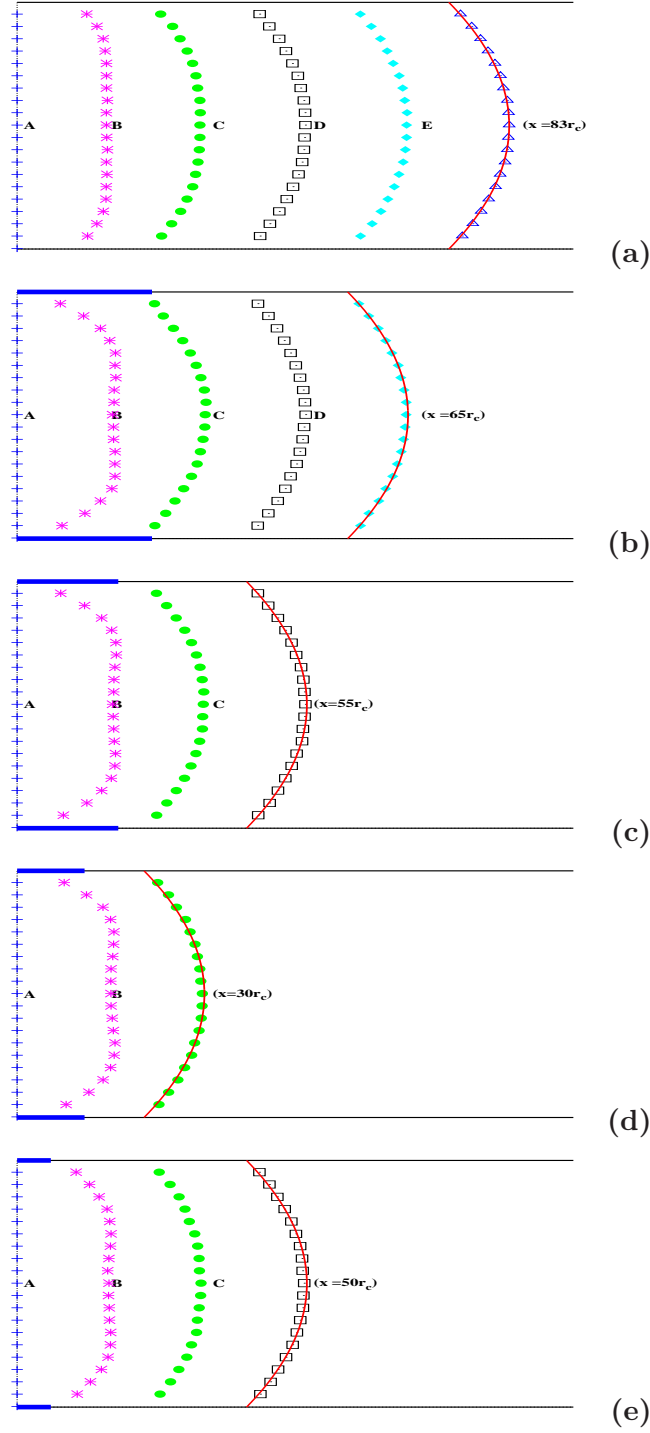 A B C D E (x =83r_c)
(a)
A B C D (x =65r_c)
(b)
A B C (x=55r_c)
(c)
A B (x=30r_c)
(d)
A B C (x =50r_c)
(e)